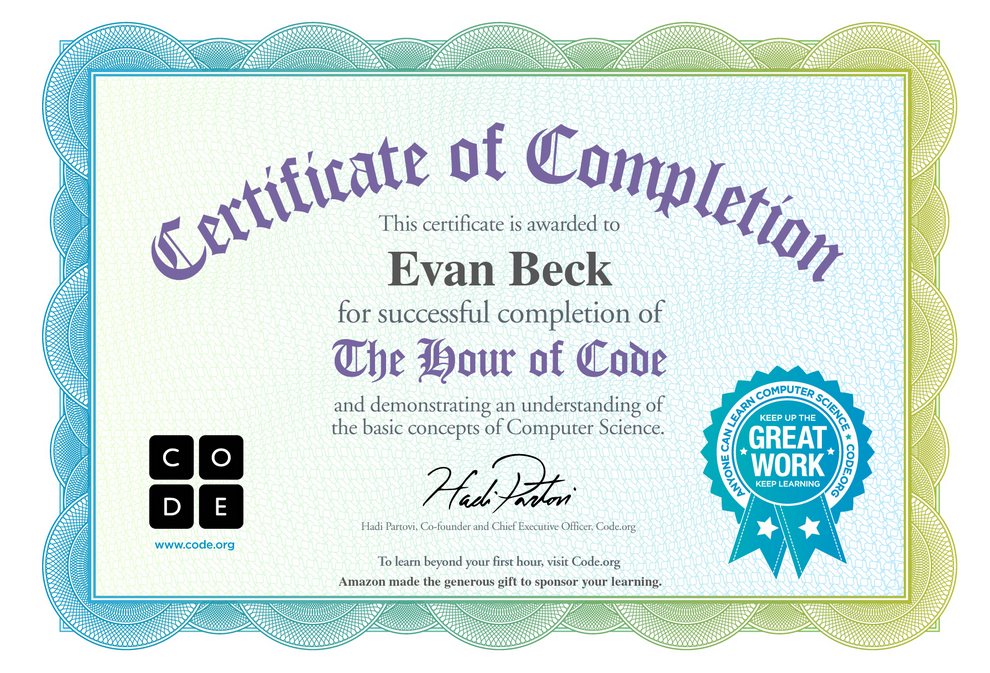 Certificate of Completion
This certificate is awarded to
Evan Beck
for successful completion of
The Hour of Code
and demonstrating an understanding of
the basic concepts of Computer Science.
C O
D E
www.code.org
Hadi Partovi
Hadi Partovi, Co-founder and Chief Executive Officer, Code.org
To learn beyond your first hour, visit Code.org
Amazon made the generous gift to sponsor your learning.
ANYONE CAN LEARN COMPUTER SCIENCE ★ CODE.ORG
KEEP UP THE
GREAT
WORK
KEEP LEARNING